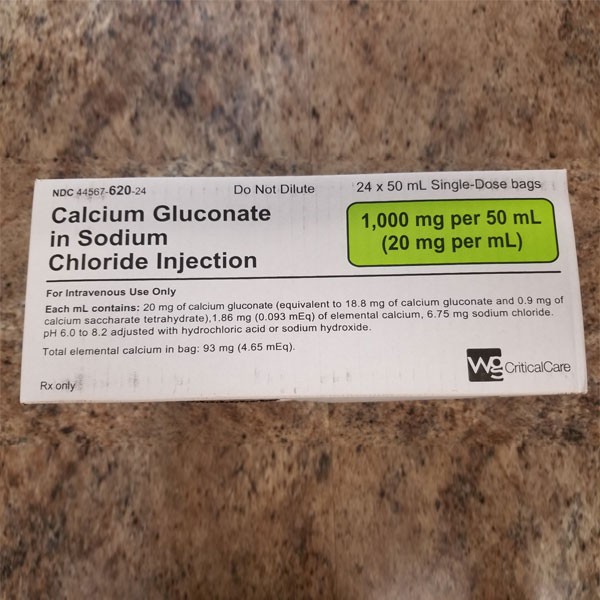 NDC 44567-620-24
Do Not Dilute
24 x 50 mL Single-Dose bags
Calcium Gluconate
in Sodium
Chloride Injection
1,000 mg per 50 mL
(20 mg per mL)
For Intravenous Use Only
Each mL contains: 20 mg of calcium gluconate (equivalent to 18.8 mg of calcium gluconate and 0.9 mg of
calcium saccharate tetrahydrate),1.86 mg (0.093 mEq) of elemental calcium, 6.75 mg sodium chloride.
pH 6.0 to 8.2 adjusted with hydrochloric acid or sodium hydroxide.
Total elemental calcium in bag: 93 mg (4.65 mEq).
Rx only
WG CriticalCare